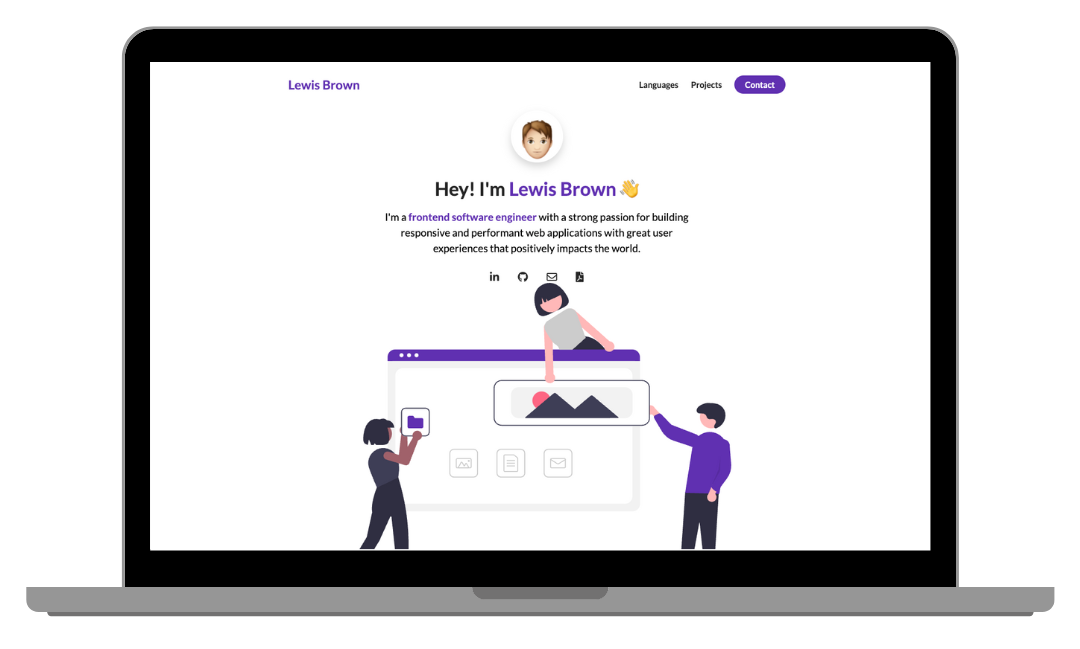 Lewis Brown
Languages Projects Contact
Hey! I'm Lewis Brown 👋
I'm a frontend software engineer with a strong passion for building
responsive and performant web applications with great user
experiences that positively impacts the world.
in